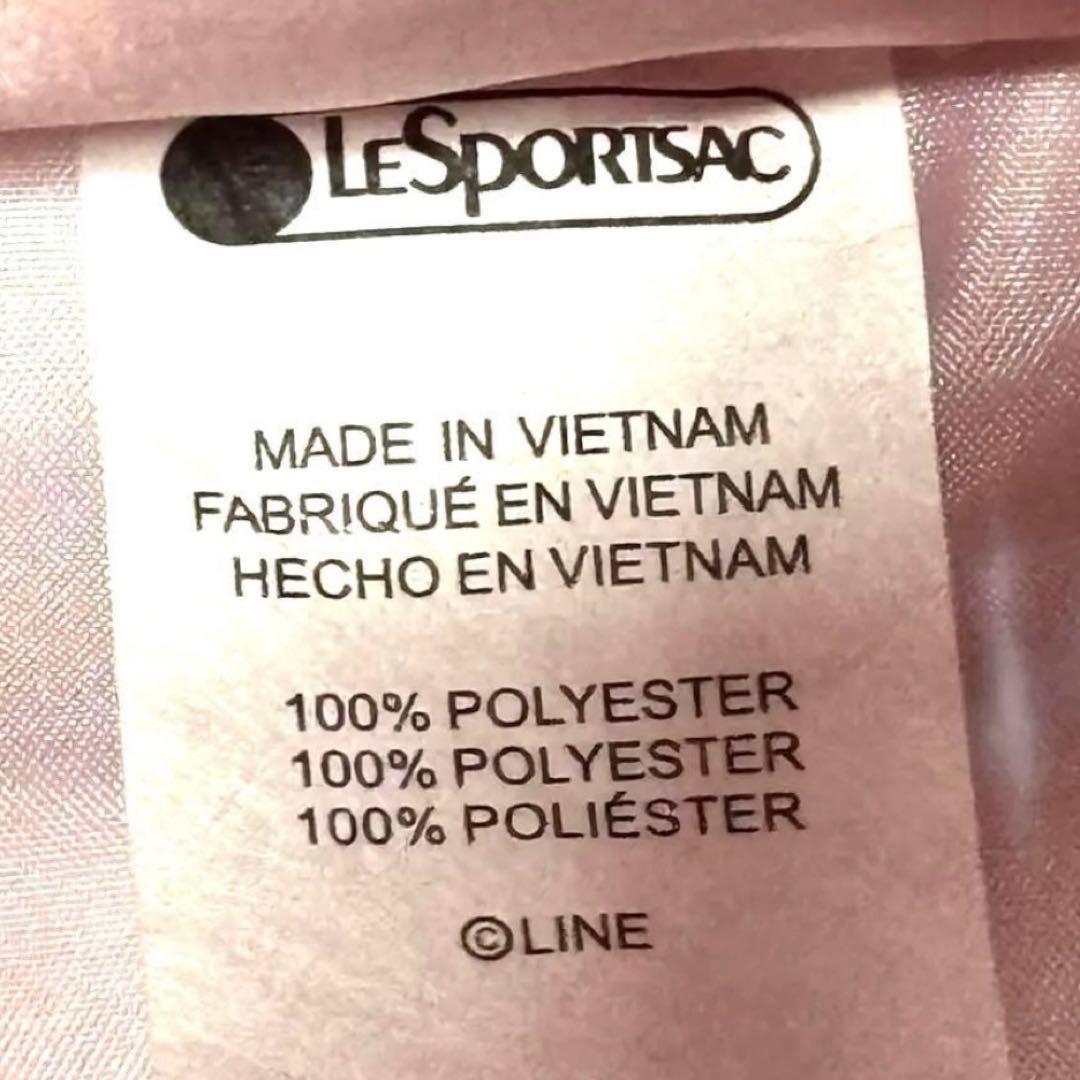 LESPORTSAC
MADE IN VIETNAM
FABRIQUÉ EN VIETNAM
HECHO EN VIETNAM
100% POLYESTER
100% POLYESTER
100% POLIÉSTER
©LINE